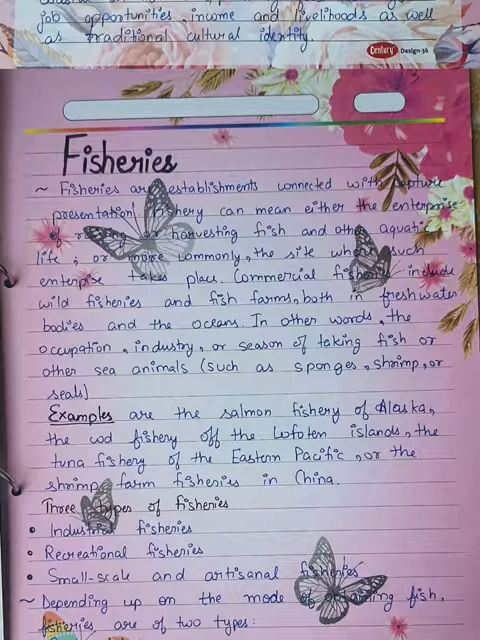 job opportunities, income and livelihoods as well
as traditional cultural identity.
Century Design-36
3
Fisheries
~ Fisheries are establishments connected with capture
presentation! Fishery can mean either the enterprise
of or harvesting fish and other aquatic
life, or more commonly, the site where such
enterpise takes place. Commercial fisheries include
wild fisheries and fish farms, both in freshwater
bodies and the oceans. In other words, the
occupation, industry, or season of taking fish or
other sea animals (such as sponges, shrimp, or
seals)
Examples are the salmon fishery of Alaska,
the cod fishery off the Lofoten islands, the
tuna fishery of the Eastern Pacific, or the
shrimp farm fisheries in China.
Three types of fisheries
• Industrial fisheries
• Recreational fisheries
• Small-scale and artisanal fisheries
~ Depending up on the mode of obtaining fish,
fisheries are of two types: